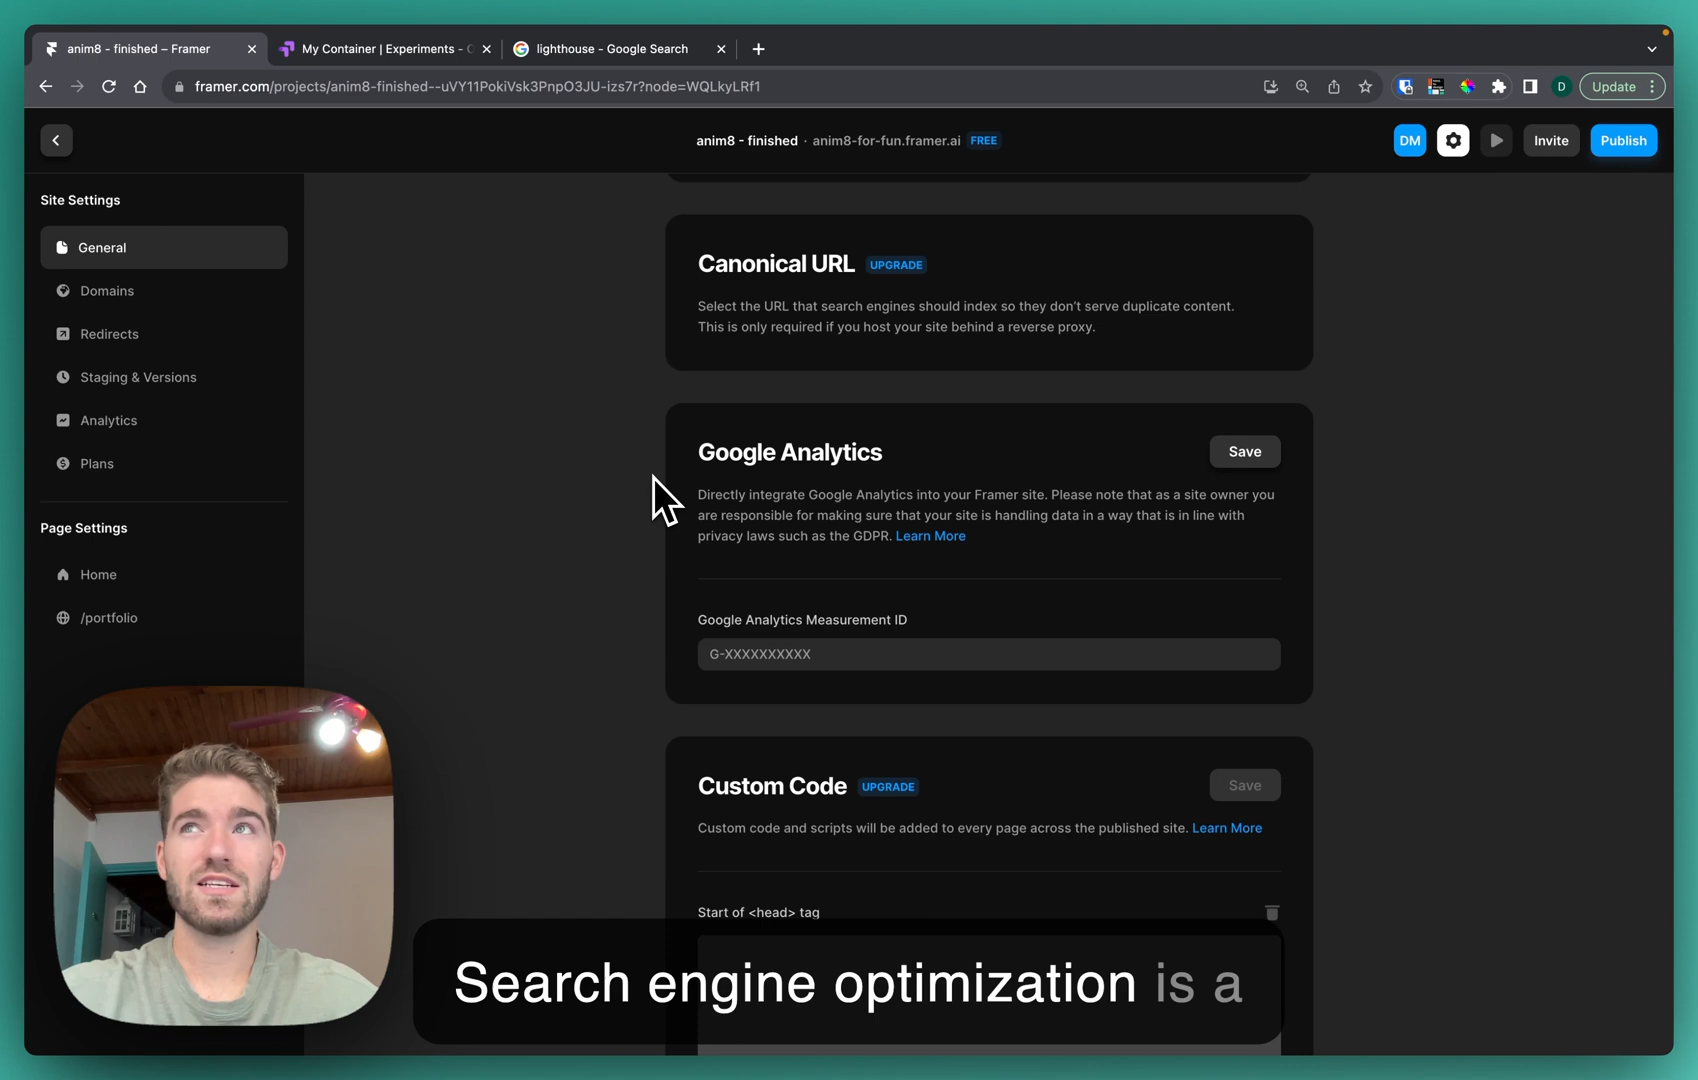 anim8 - finished – Framer
My Container | Experiments -
lighthouse - Google Search
framer.com/projects/anim8-finished--uVY11PokiVsk3PnpO3JU-izs7r?node=WQLkyLRf1
D
Update
anim8 - finished · anim8-for-fun.framer.ai FREE
DM
Invite
Publish
Site Settings
General
Domains
Redirects
Staging & Versions
Analytics
Plans
Page Settings
Home
/portfolio
Canonical URL UPGRADE
Select the URL that search engines should index so they don’t serve duplicate content.
This is only required if you host your site behind a reverse proxy.
Google Analytics
Save
Directly integrate Google Analytics into your Framer site. Please note that as a site owner you
are responsible for making sure that your site is handling data in a way that is in line with
privacy laws such as the GDPR. Learn More
Google Analytics Measurement ID
G-XXXXXXXXXX
Custom Code UPGRADE
Save
Custom code and scripts will be added to every page across the published site. Learn More
Start of <head> tag
Search engine optimization is a